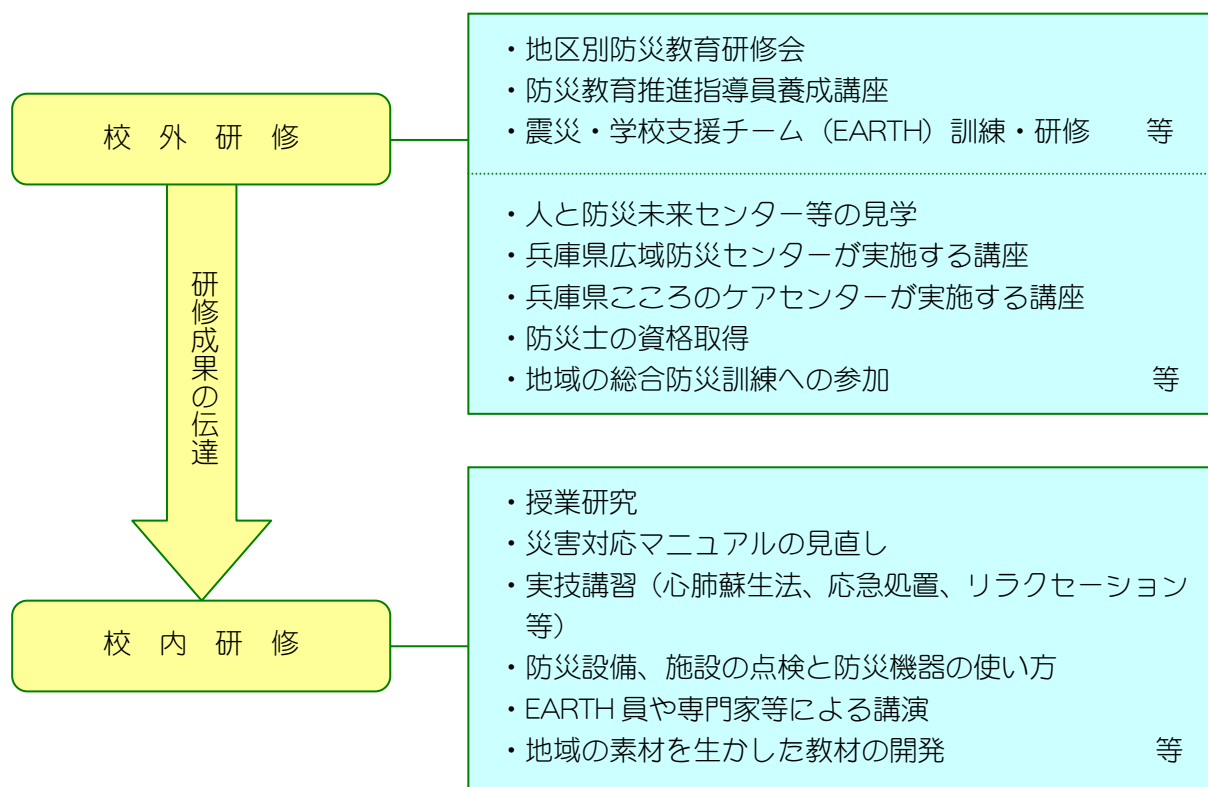 校外研修
・地区別防災教育研修会
・防災教育推進指導員養成講座
・震災・学校支援チーム（EARTH）訓練・研修　　等
・人と防災未来センター等の見学
・兵庫県広域防災センターが実施する講座
・兵庫県こころのケアセンターが実施する講座
・防災士の資格取得
・地域の総合防災訓練への参加　　等
研修成果の伝達
校内研修
・授業研究
・災害対応マニュアルの見直し
・実技講習（心肺蘇生法、応急処置、リラクセーション
等）
・防災設備、施設の点検と防災機器の使い方
・EARTH員や専門家等による講演
・地域の素材を生かした教材の開発　　等